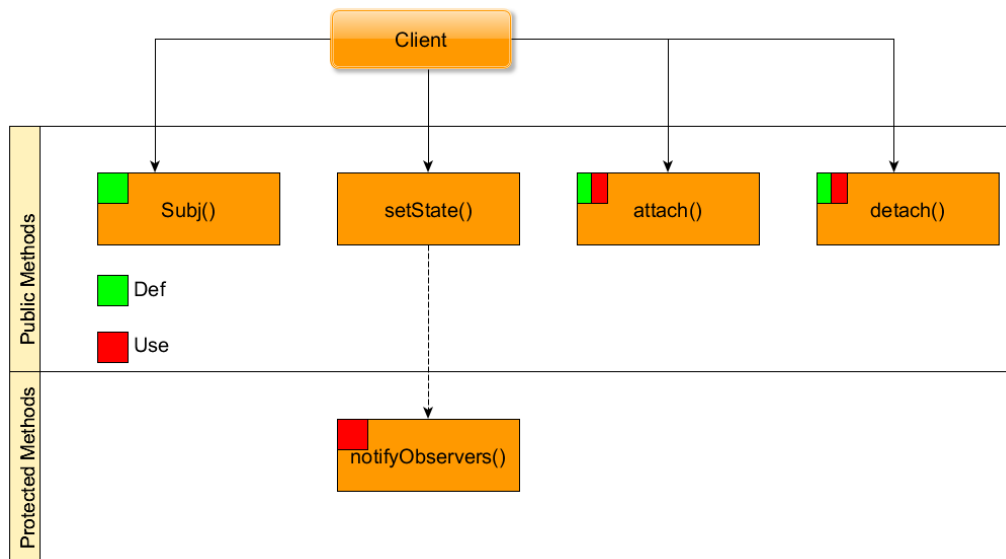 Client
Public Methods
Subj()
setState()
attach()
detach()
Def
Use
Protected Methods
notifyObservers()